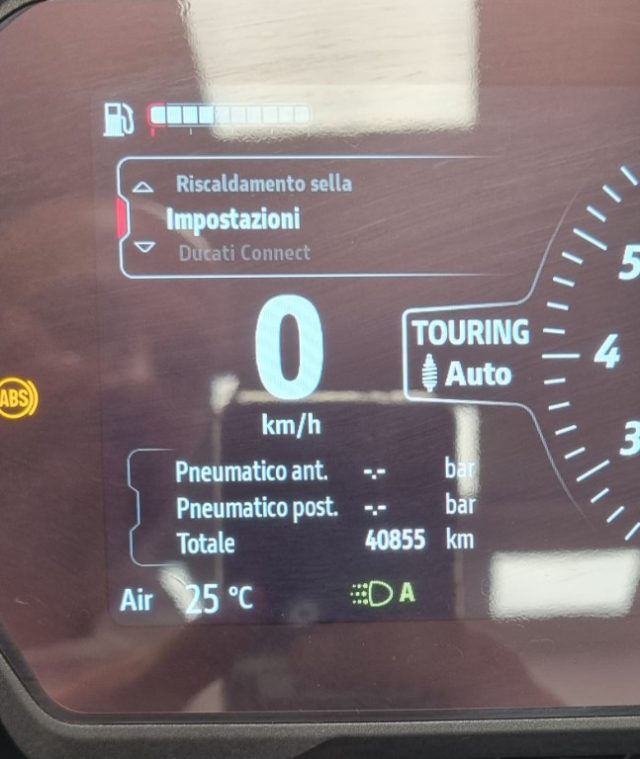 Riscaldamento sella
Impostazioni
Ducati Connect
5
0
TOURING
Auto
4
ABS
km/h
3
Pneumatico ant. -.- bar
Pneumatico post. -.- bar
Totale 40855 km
Air 25 °C
A